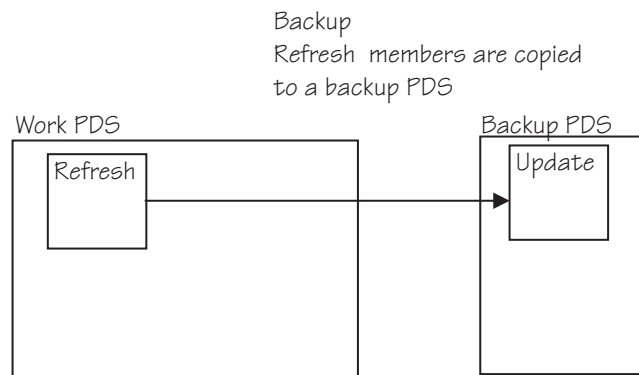 Backup
Refresh members are copied
to a backup PDS
Work PDS
Backup PDS
Refresh
Update